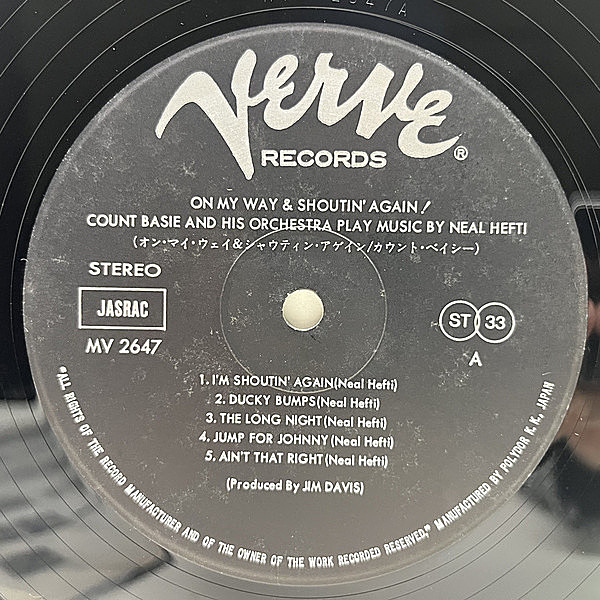 Verve
RECORDS ®
ON MY WAY & SHOUTIN' AGAIN!
COUNT BASIE AND HIS ORCHESTRA PLAY MUSIC BY NEAL HEFTI
(オン・マイ・ウェイ&シャウティン・アゲイン/カウント・ベイシー)
STEREO
JASRAC
MV 2647
ST 33
A
1. I'M SHOUTIN' AGAIN (Neal Hefti)
2. DUCKY BUMPS (Neal Hefti)
3. THE LONG NIGHT (Neal Hefti)
4. JUMP FOR JOHNNY (Neal Hefti)
5. AIN'T THAT RIGHT (Neal Hefti)
(Produced By JIM DAVIS)
"ALL RIGHTS OF THE RECORD MANUFACTURER AND OF THE OWNER OF THE WORK RECORDED RESERVED," MANUFACTURED BY POLYDOR K. K., JAPAN